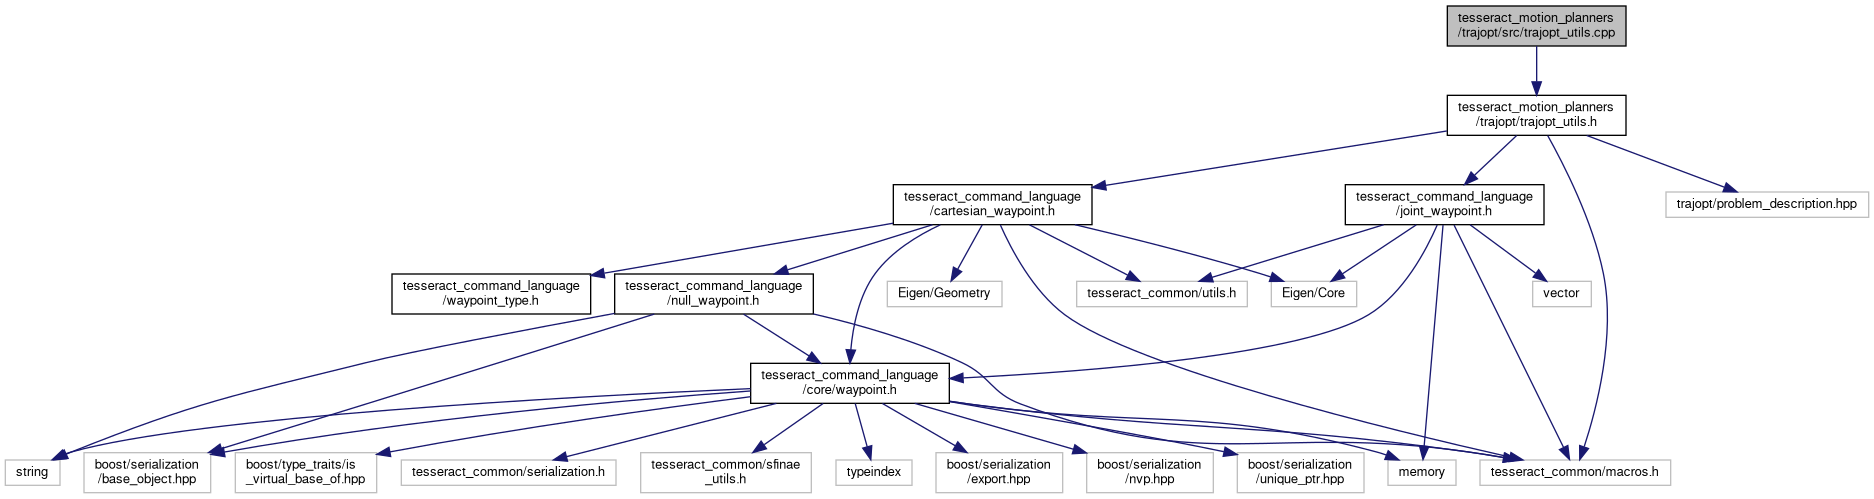 tesseract_motion_planners
/trajopt/src/trajopt_utils.cpp
tesseract_motion_planners
/trajopt/trajopt_utils.h
tesseract_command_language
/cartesian_waypoint.h
tesseract_command_language
/joint_waypoint.h
trajopt/problem_description.hpp
tesseract_command_language
/waypoint_type.h
tesseract_command_language
/null_waypoint.h
Eigen/Geometry
tesseract_common/utils.h
Eigen/Core
vector
tesseract_command_language
/core/waypoint.h
string
boost/serialization
/base_object.hpp
boost/type_traits/is
_virtual_base_of.hpp
tesseract_common/serialization.h
tesseract_common/sfinae
_utils.h
typeindex
boost/serialization
/export.hpp
boost/serialization
/nvp.hpp
boost/serialization
/unique_ptr.hpp
memory
tesseract_common/macros.h